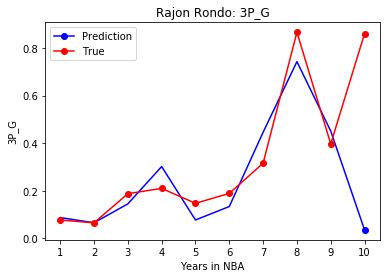 Rajon Rondo: 3P_G
Prediction
True
3P_G
0.8
0.6
0.4
0.2
0.0
1 2 3 4 5 6 7 8 9 10
Years in NBA